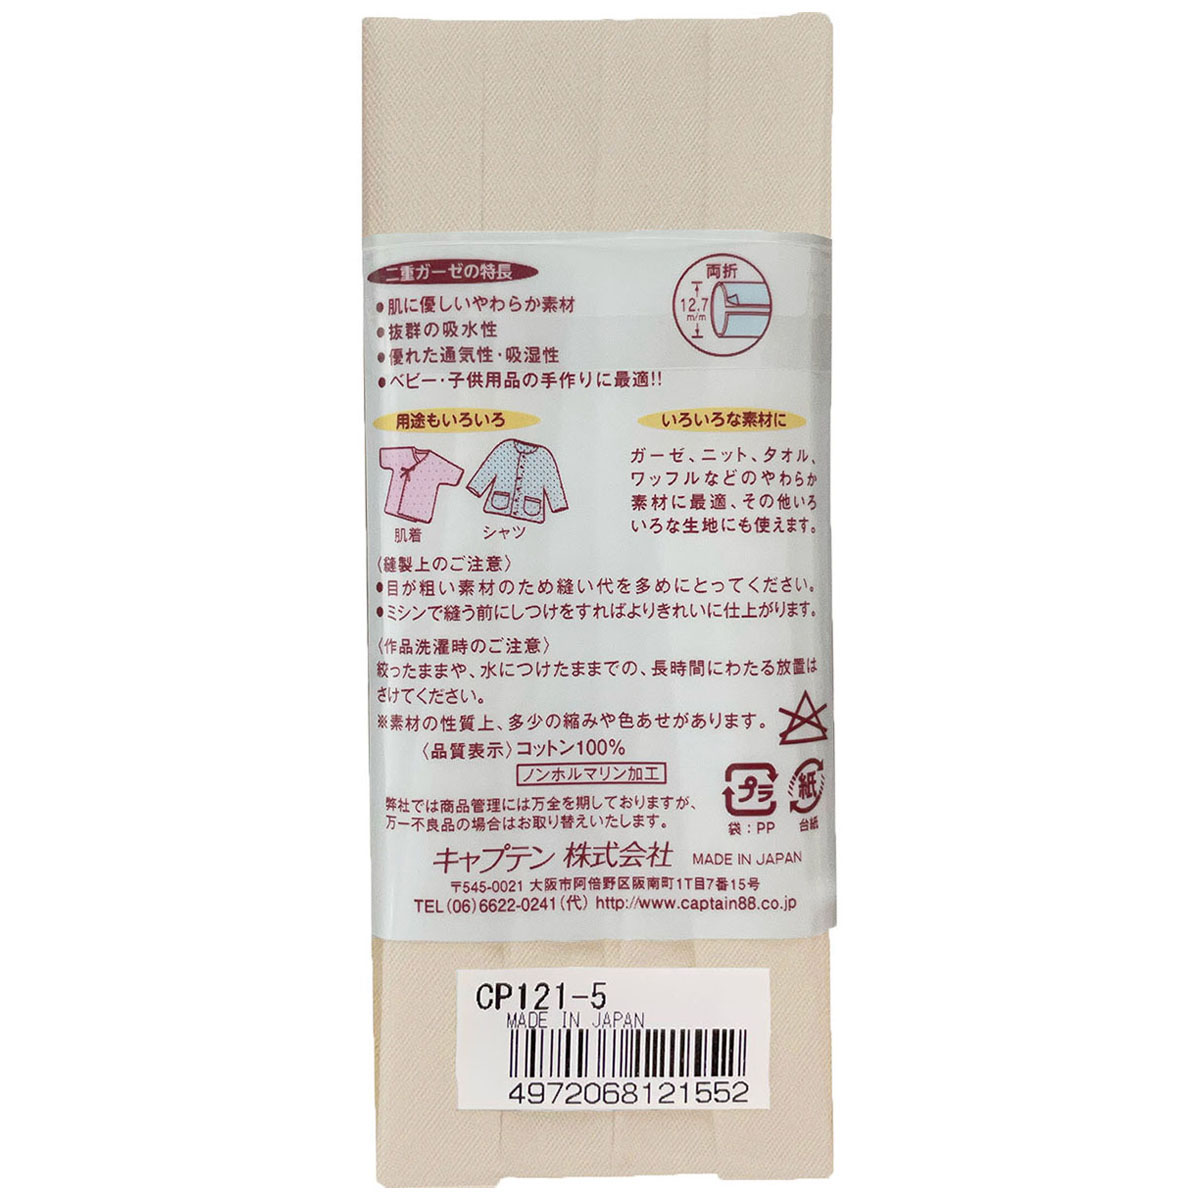 二重ガーゼの特長
●肌に優しいやわらか素材
●抜群の吸水性
●優れた通気性・吸湿性
●ベビー・子供用品の手作りに最適!!
両折
12.7
m/m
用途もいろいろ
肌着
シャツ
いろいろな素材に
ガーゼ、ニット、タオル、
ワッフルなどのやわらか
素材に最適、その他いろ
いろな生地にも使えます。
〈縫製上のご注意〉
●目が粗い素材のため縫い代を多めにとってください。
●ミシンで縫う前にしつけをすればよりきれいに仕上がります。
〈作品洗濯時のご注意〉
絞ったままや、水につけたままでの、長時間にわたる放置は
さけてください。
※素材の性質上、多少の縮みや色あせがあります。
〈品質表示〉コットン100%
ノンホルマリン加工
プラ
袋：PP
紙
台紙
弊社では商品管理には万全を期しておりますが、
万一不良品の場合はお取り替えいたします。
キャプテン 株式会社 MADE IN JAPAN
〒545-0021 大阪市阿倍野区阪南町1丁目7番15号
TEL(06)6622-0241(代) http://www.captain88.co.jp
CP121-5
MADE IN JAPAN
4972068121552